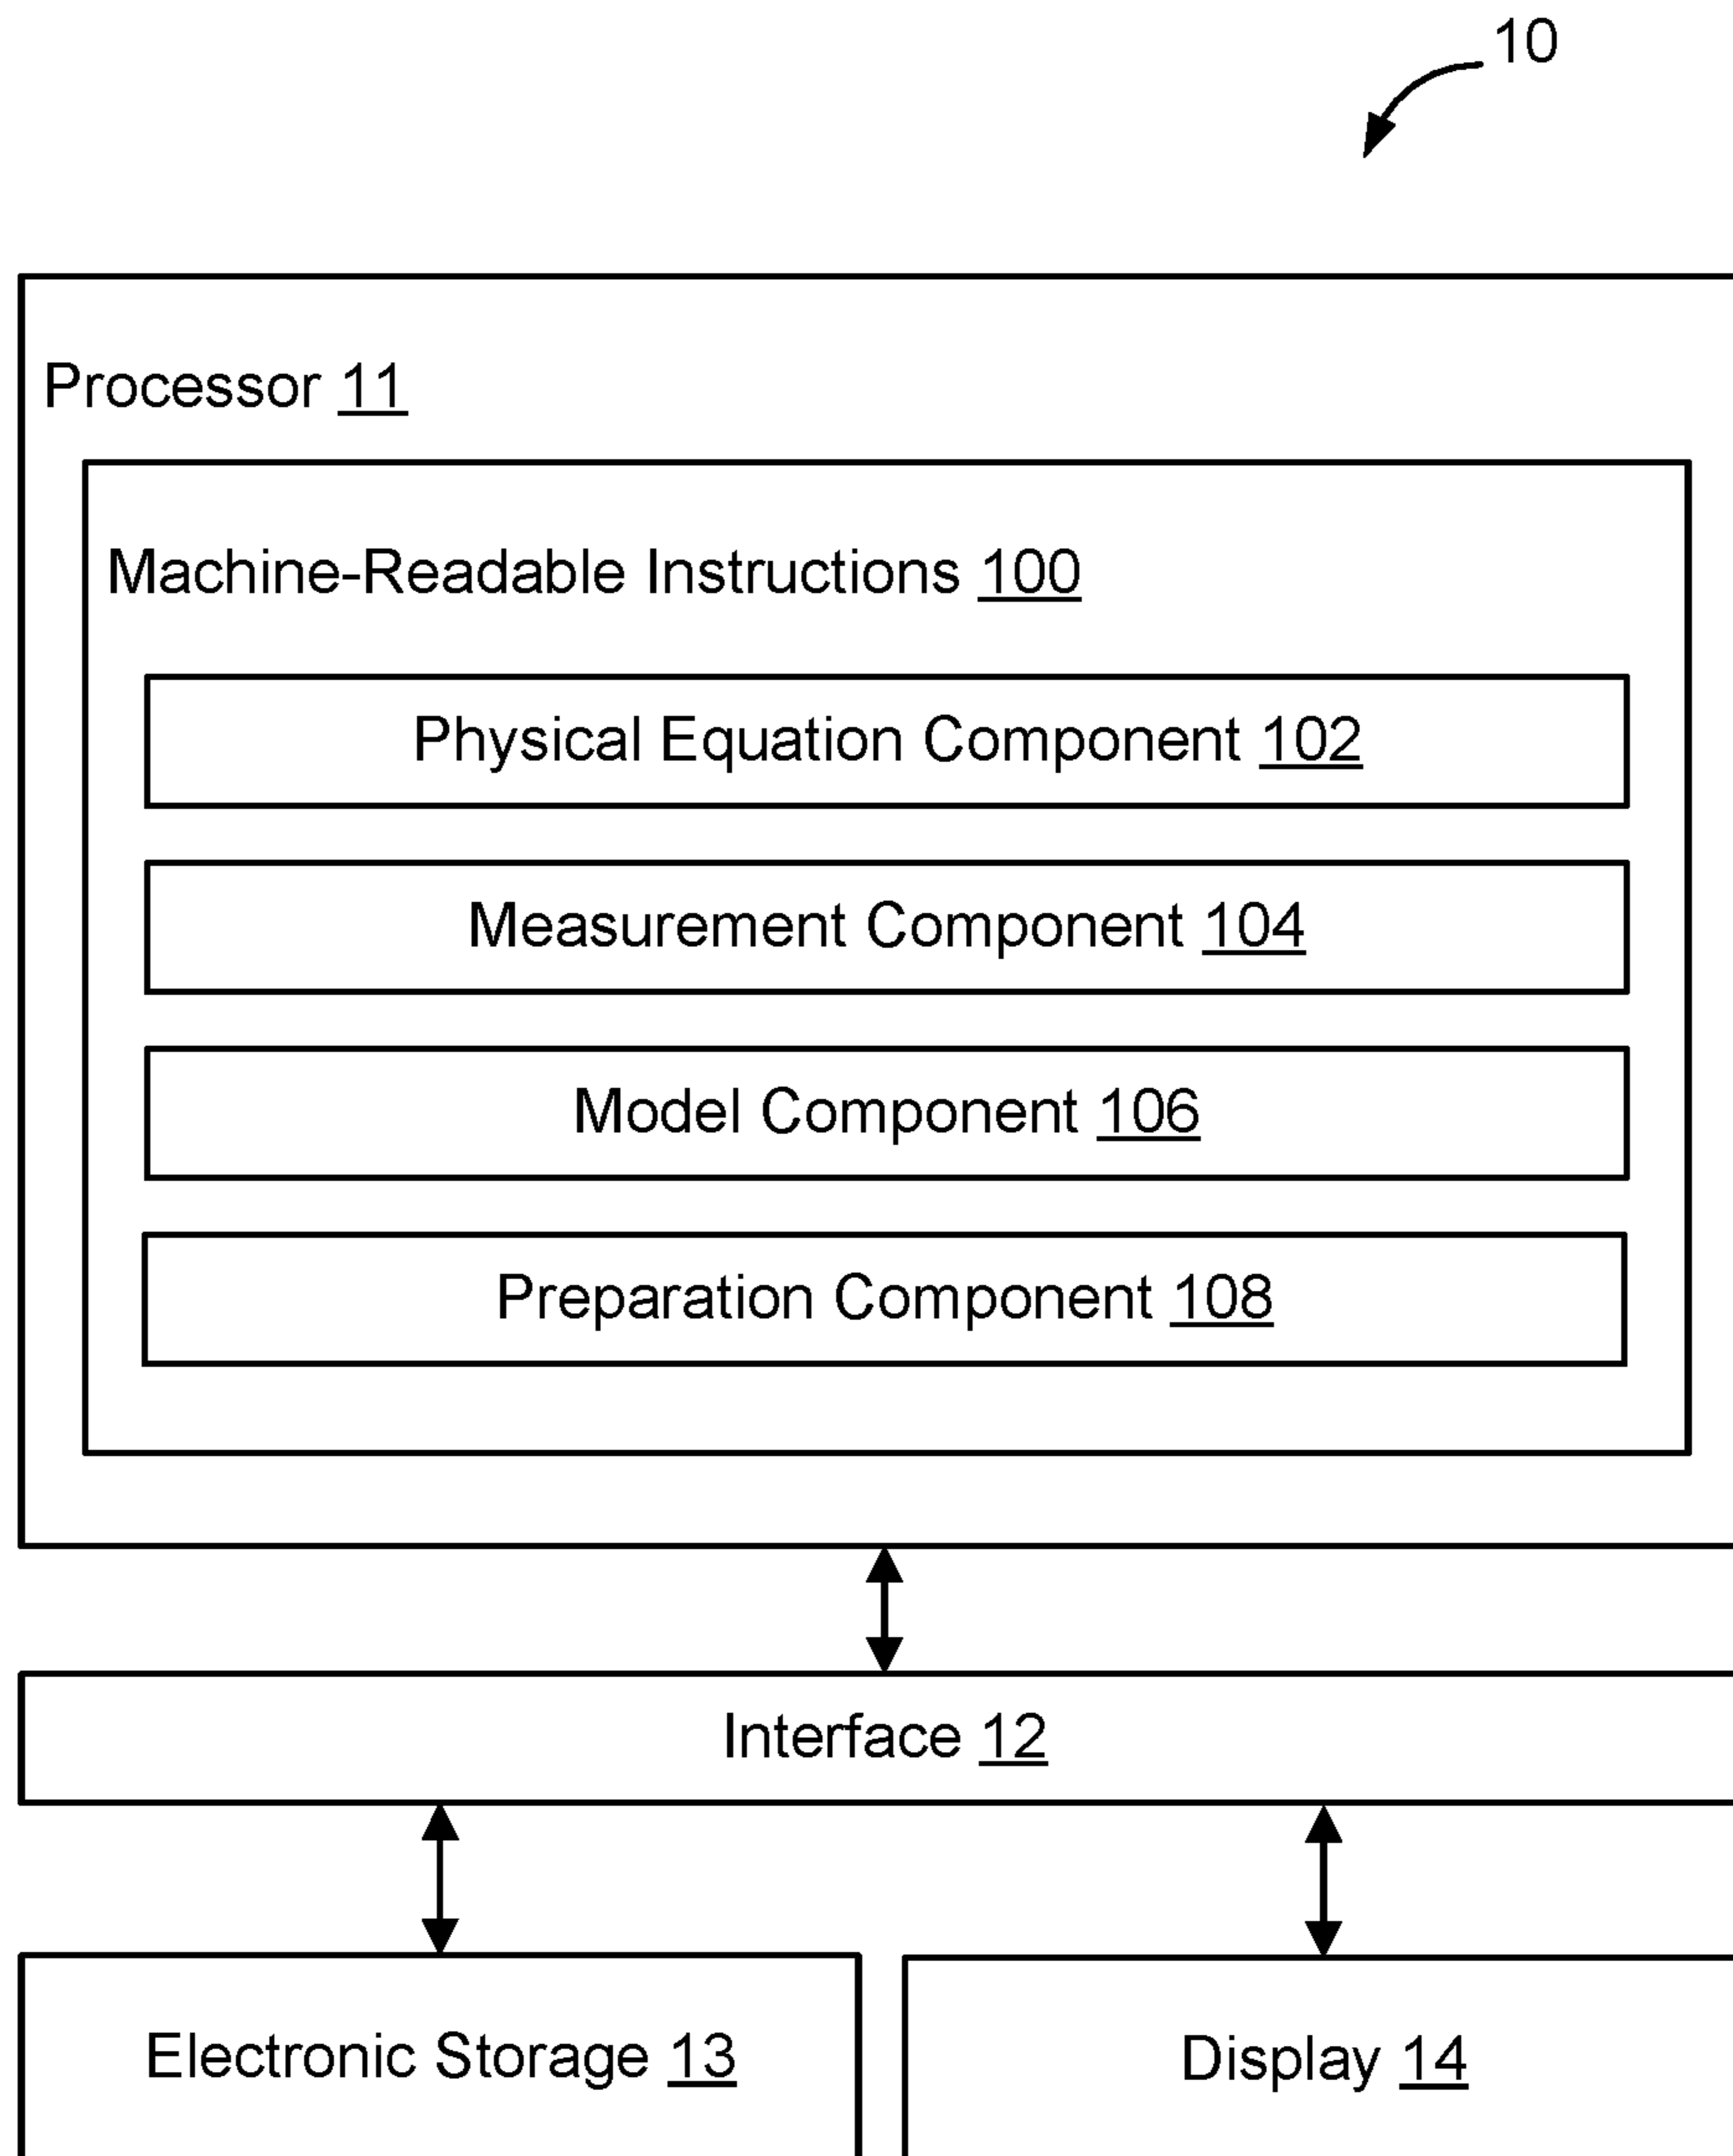 10
Processor 11
Machine-Readable Instructions 100
Physical Equation Component 102
Measurement Component 104
Model Component 106
Preparation Component 108
Interface 12
Electronic Storage 13
Display 14